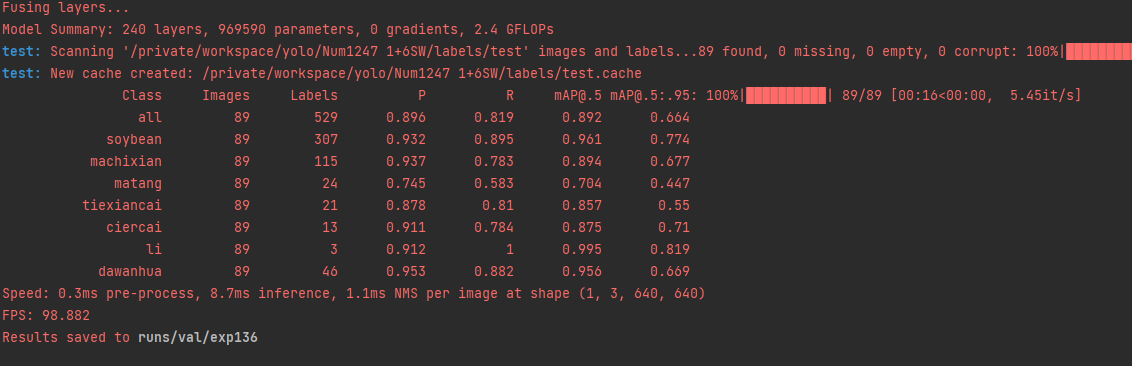 Fusing layers...
Model Summary: 240 layers, 969590 parameters, 0 gradients, 2.4 GFLOPs
test: Scanning '/private/workspace/yolo/Num1247 1+6SW/labels/test' images and labels...89 found, 0 missing, 0 empty, 0 corrupt: 100%|██████████
test: New cache created: /private/workspace/yolo/Num1247 1+6SW/labels/test.cache
Class Images Labels P R mAP@.5 mAP@.5:.95: 100%|██████████| 89/89 [00:16<00:00, 5.45it/s]
all 89 529 0.896 0.819 0.892 0.664
soybean 89 307 0.932 0.895 0.961 0.774
machixian 89 115 0.937 0.783 0.894 0.677
matang 89 24 0.745 0.583 0.704 0.447
tiexiancai 89 21 0.878 0.81 0.857 0.55
ciercai 89 13 0.911 0.784 0.875 0.71
li 89 3 0.912 1 0.995 0.819
dawanhua 89 46 0.953 0.882 0.956 0.669
Speed: 0.3ms pre-process, 8.7ms inference, 1.1ms NMS per image at shape (1, 3, 640, 640)
FPS: 98.882
Results saved to runs/val/exp136